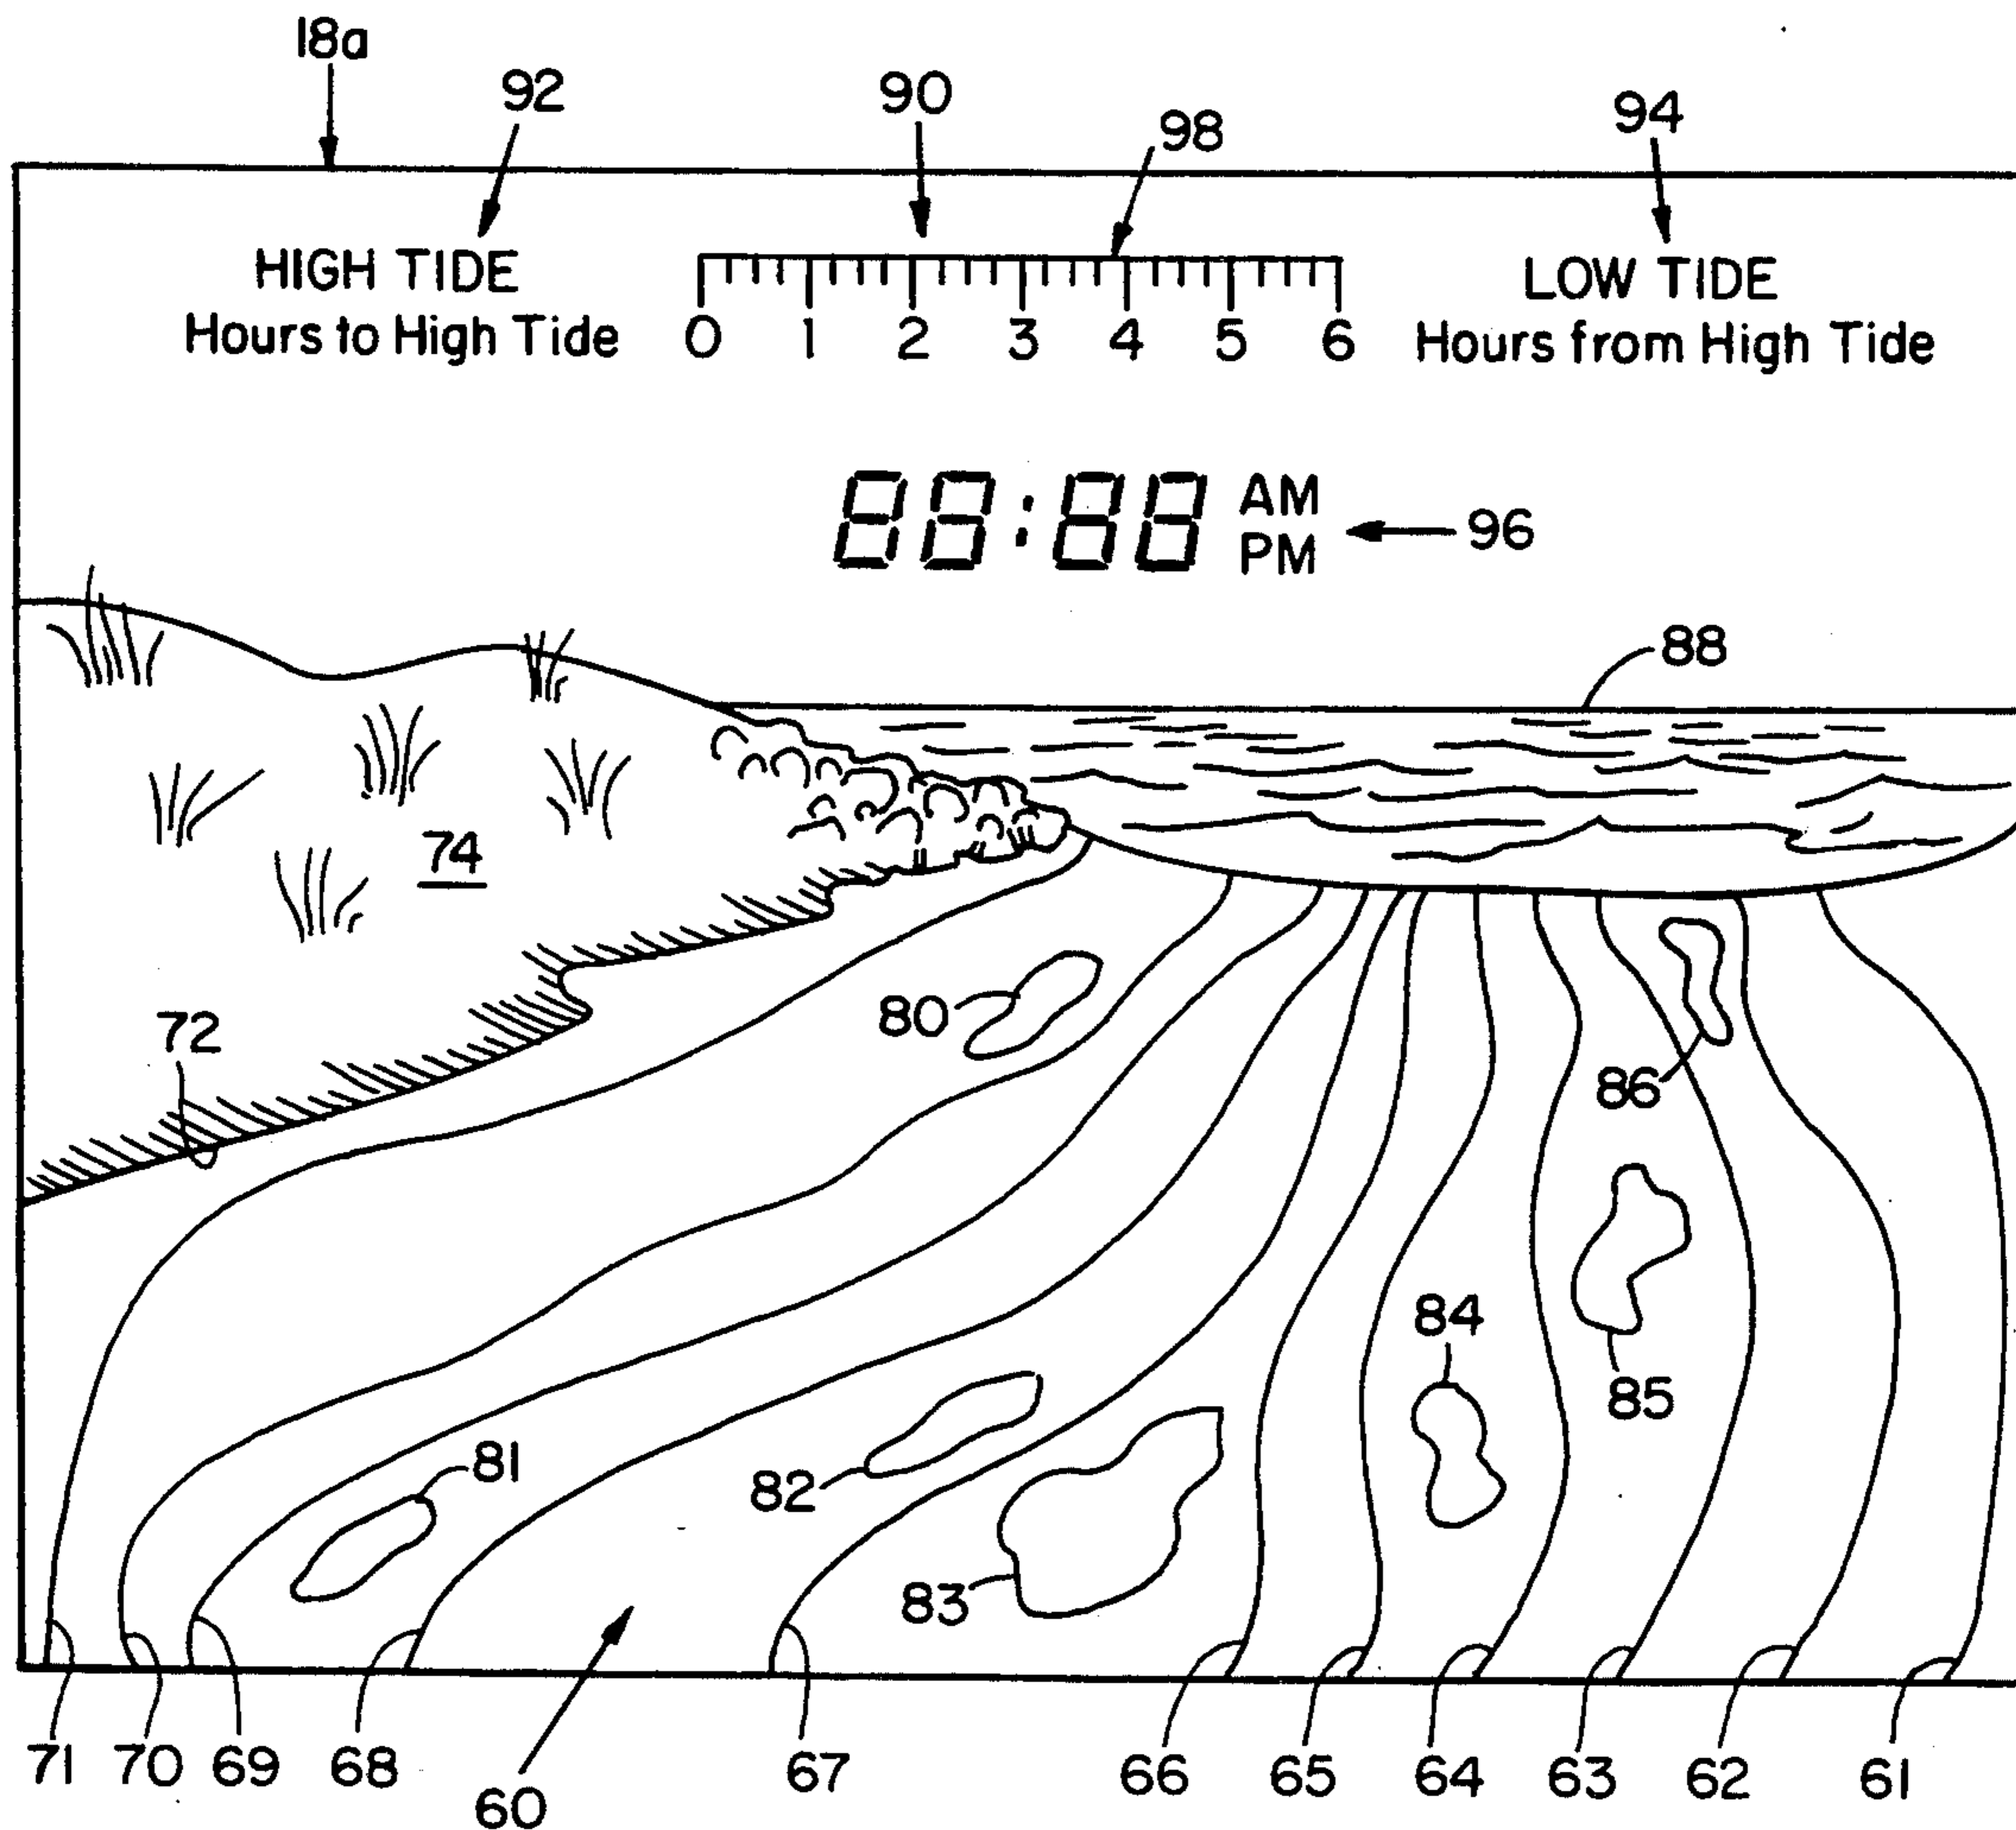 18a
92
90
98
94
HIGH TIDE
Hours to High Tide
0 1 2 3 4 5 6
LOW TIDE
Hours from High Tide
88:88 AM
PM
96
88
74
72
80
86
84
85
81
82
83
71 70 69 68 60 67 66 65 64 63 62 61